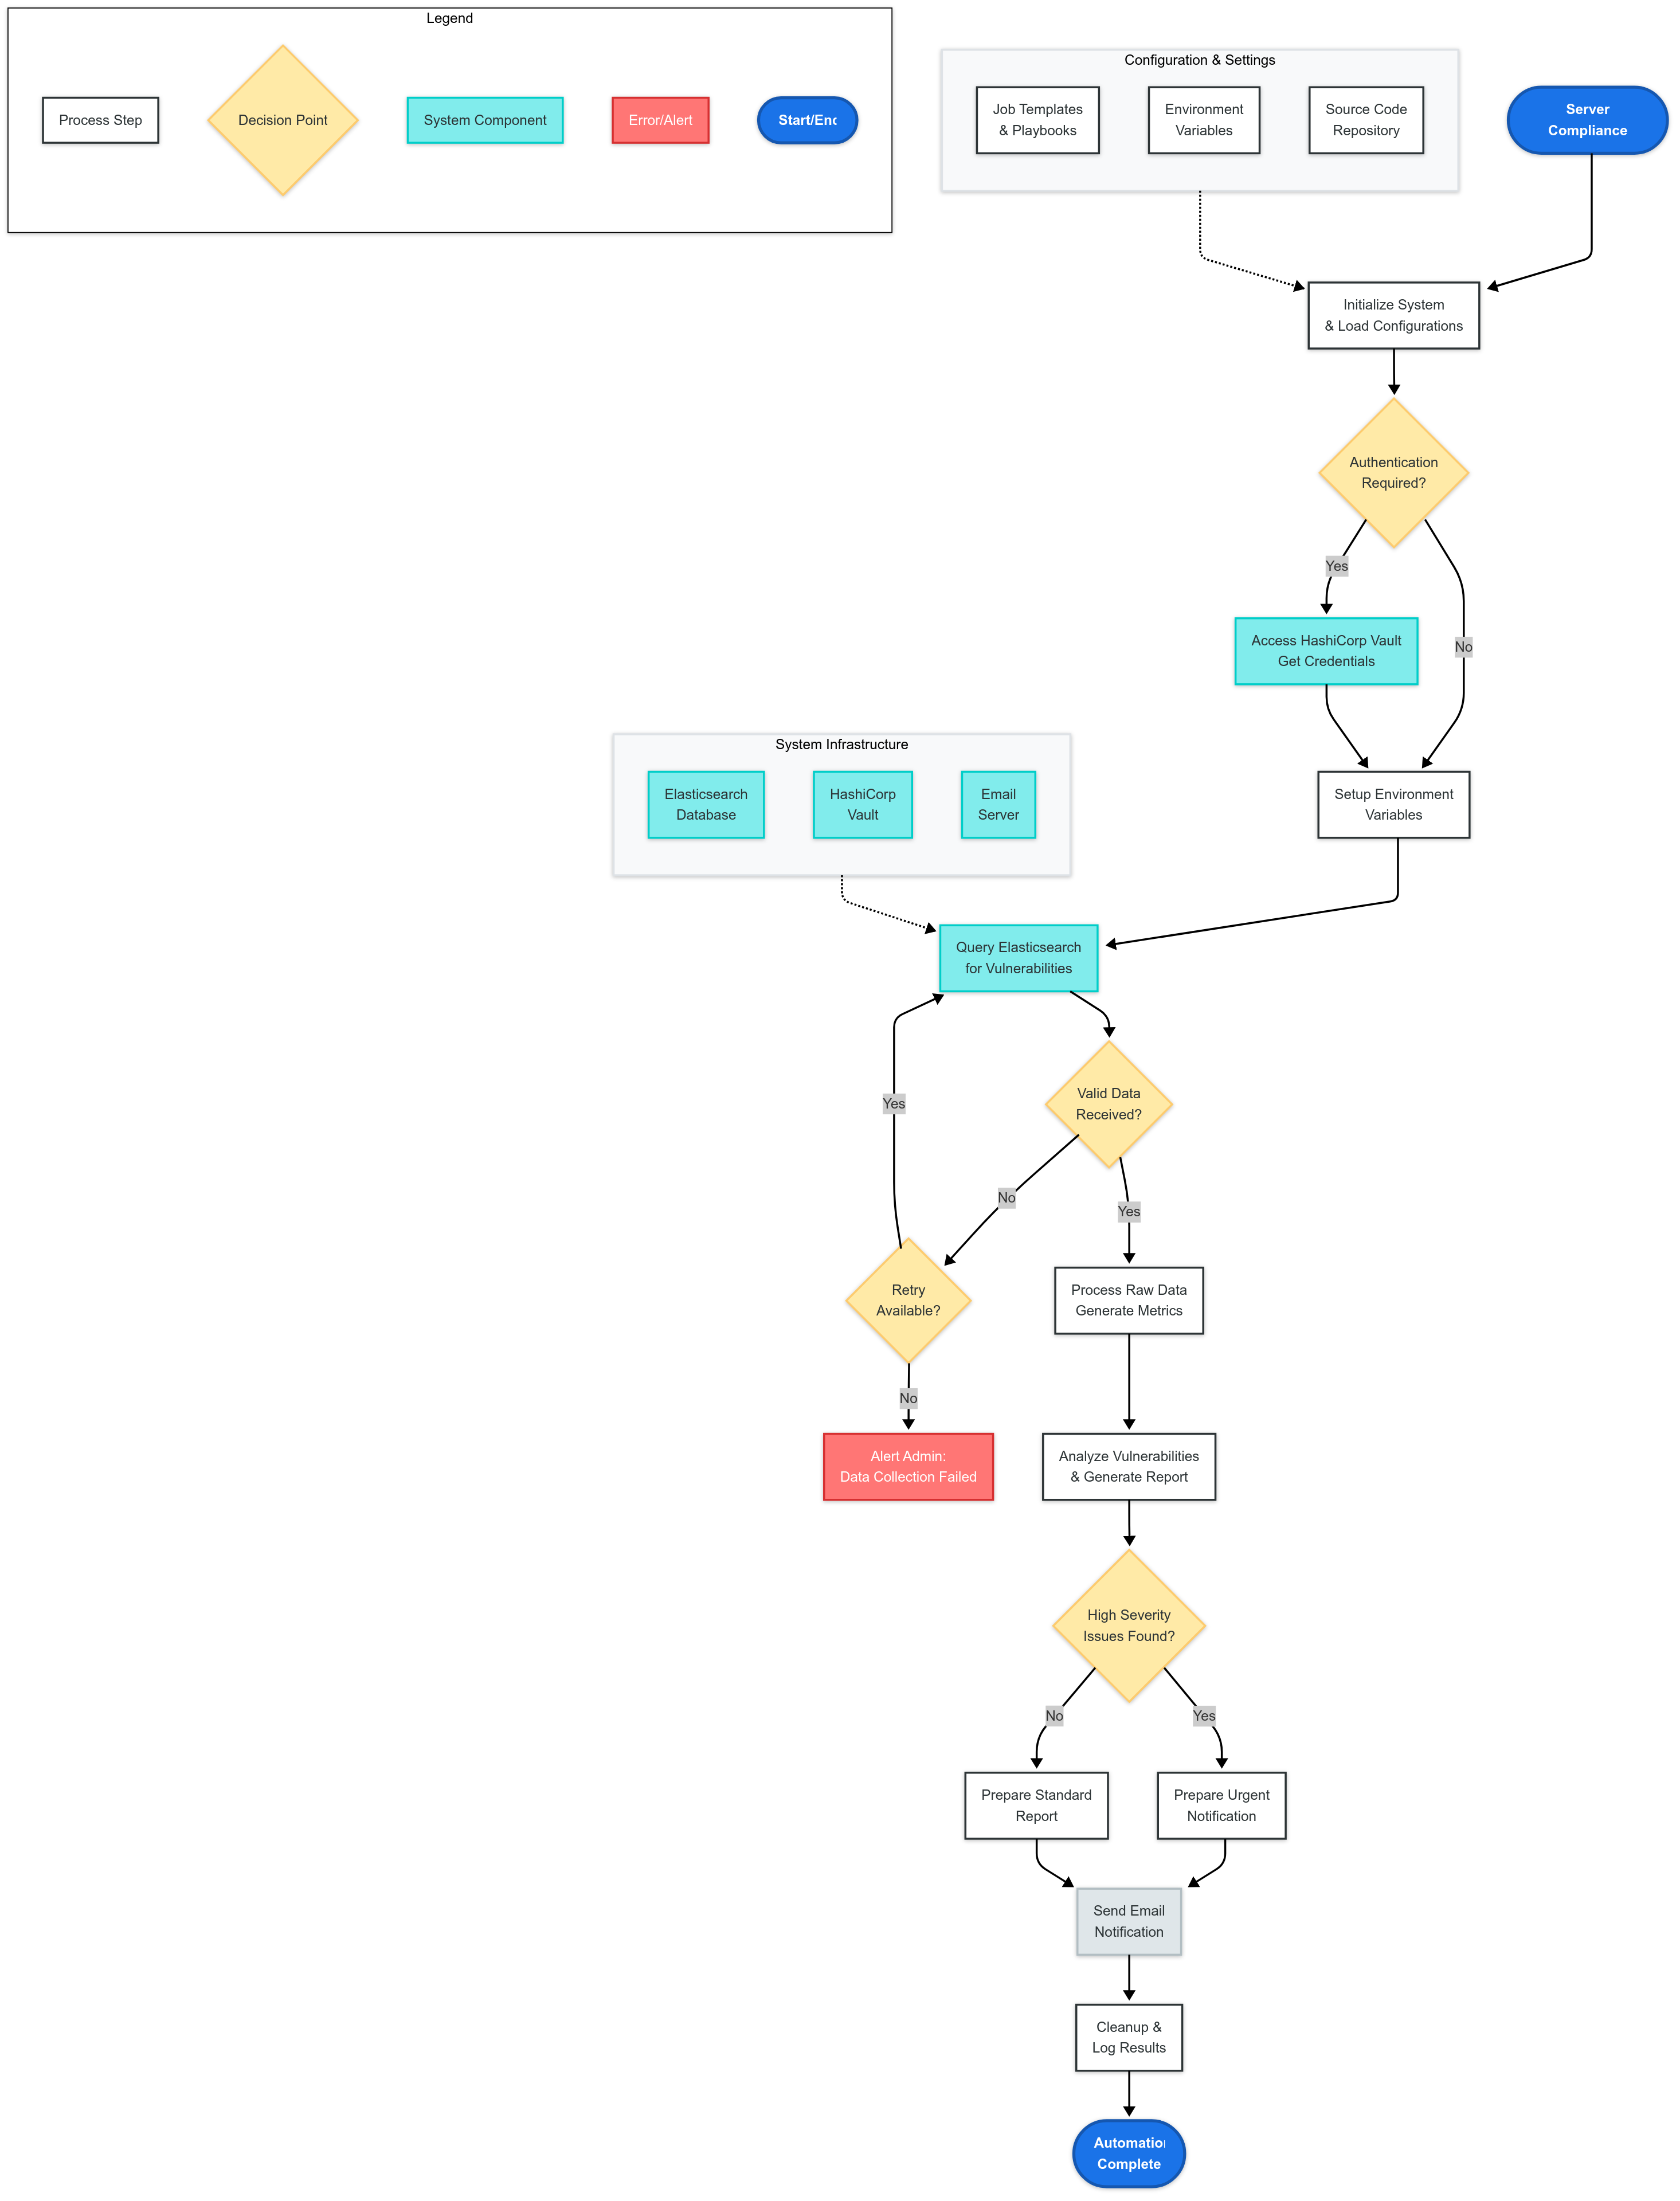 Legend
Process Step
Decision Point
System Component
Error/Alert
Start/End
Configuration & Settings
Job Templates
& Playbooks
Environment
Variables
Source Code
Repository
Server
Compliance
Initialize System
& Load Configurations
Authentication
Required?
Yes
No
Access HashiCorp Vault
Get Credentials
System Infrastructure
Elasticsearch
Database
HashiCorp
Vault
Email
Server
Setup Environment
Variables
Query Elasticsearch
for Vulnerabilities
Yes
Valid Data
Received?
No
Yes
Retry
Available?
Process Raw Data
Generate Metrics
No
Alert Admin:
Data Collection Failed
Analyze Vulnerabilities
& Generate Report
High Severity
Issues Found?
No
Yes
Prepare Standard
Report
Prepare Urgent
Notification
Send Email
Notification
Cleanup &
Log Results
Automation
Complete